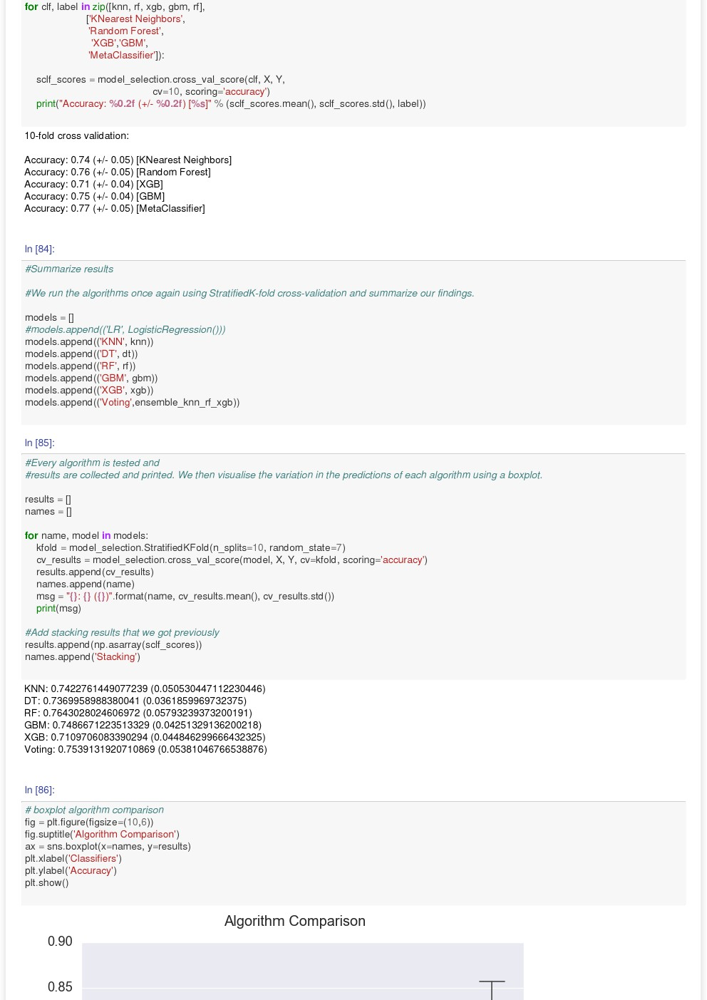 for clf, label in zip([knn, rf, xgb, gbm, rf],
['KNearest Neighbors',
'Random Forest',
'XGB','GBM',
'MetaClassifier']):
sclf_scores = model_selection.cross_val_score(clf, X, Y,
cv=10, scoring='accuracy')
print("Accuracy: %0.2f (+/- %0.2f) [%s]" % (sclf_scores.mean(), sclf_scores.std(), label))
10-fold cross validation:
Accuracy: 0.74 (+/- 0.05) [KNearest Neighbors]
Accuracy: 0.76 (+/- 0.05) [Random Forest]
Accuracy: 0.71 (+/- 0.04) [XGB]
Accuracy: 0.75 (+/- 0.04) [GBM]
Accuracy: 0.77 (+/- 0.05) [MetaClassifier]
In [84]:
#Summarize results
#We run the algorithms once again using StratifiedK-fold cross-validation and summarize our findings.
models = []
#models.append(('LR', LogisticRegression()))
models.append(('KNN', knn))
models.append(('DT', dt))
models.append(('RF', rf))
models.append(('GBM', gbm))
models.append(('XGB', xgb))
models.append(('Voting',ensemble_knn_rf_xgb))
In [85]:
#Every algorithm is tested and
#results are collected and printed. We then visualise the variation in the predictions of each algorithm using a boxplot.
results = []
names = []
for name, model in models:
kfold = model_selection.StratifiedKFold(n_splits=10, random_state=7)
cv_results = model_selection.cross_val_score(model, X, Y, cv=kfold, scoring='accuracy')
results.append(cv_results)
names.append(name)
msg = "{}: {} ({})".format(name, cv_results.mean(), cv_results.std())
print(msg)
#Add stacking results that we got previously
results.append(np.asarray(sclf_scores))
names.append('Stacking')
KNN: 0.7422761449077239 (0.050530447112230446)
DT: 0.7369958988380041 (0.0361859969732375)
RF: 0.7643028024606972 (0.05793239373200191)
GBM: 0.7486671223513329 (0.04251329136200218)
XGB: 0.7109706083390294 (0.044846299666432325)
Voting: 0.7539131920710869 (0.05381046766538876)
In [86]:
# boxplot algorithm comparison
fig = plt.figure(figsize=(10,6))
fig.suptitle('Algorithm Comparison')
ax = sns.boxplot(x=names, y=results)
plt.xlabel('Classifiers')
plt.ylabel('Accuracy')
plt.show()
Algorithm Comparison
0.90
0.85